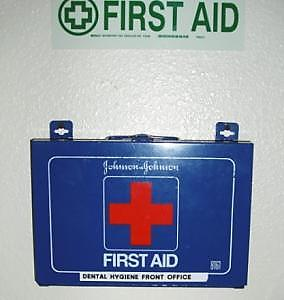 FIRST AID
Johnson & Johnson
FIRST AID
DENTAL HYGIENE FRONT OFFICE